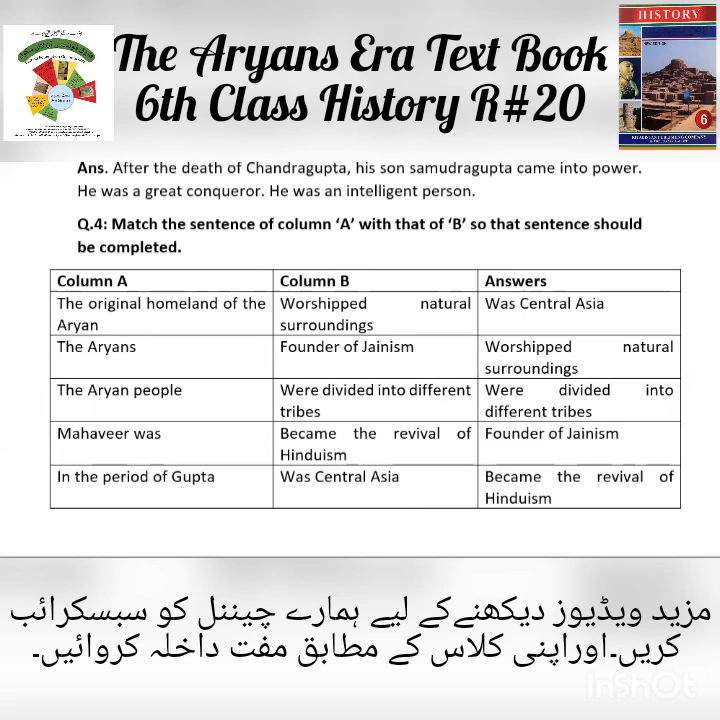 The Aryans Era Text Book
6th Class History R#20
HISTORY
6
Ans. After the death of Chandragupta, his son samudragupta came into power.
He was a great conqueror. He was an intelligent person.
Q.4: Match the sentence of column ‘A’ with that of ‘B’ so that sentence should
be completed.
Column A Column B Answers
The original homeland of the Aryan Worshipped natural surroundings Was Central Asia
The Aryans Founder of Jainism Worshipped natural surroundings
The Aryan people Were divided into different tribes Were divided into different tribes
Mahaveer was Became the revival of Hinduism Founder of Jainism
In the period of Gupta Was Central Asia Became the revival of Hinduism
مزید ویڈیوز دیکھنےکے لیے ہمارے چیننل کو سبسکرائب
کریں۔اوراپنی کلاس کے مطابق مفت داخلہ کروائیں۔
InShOt